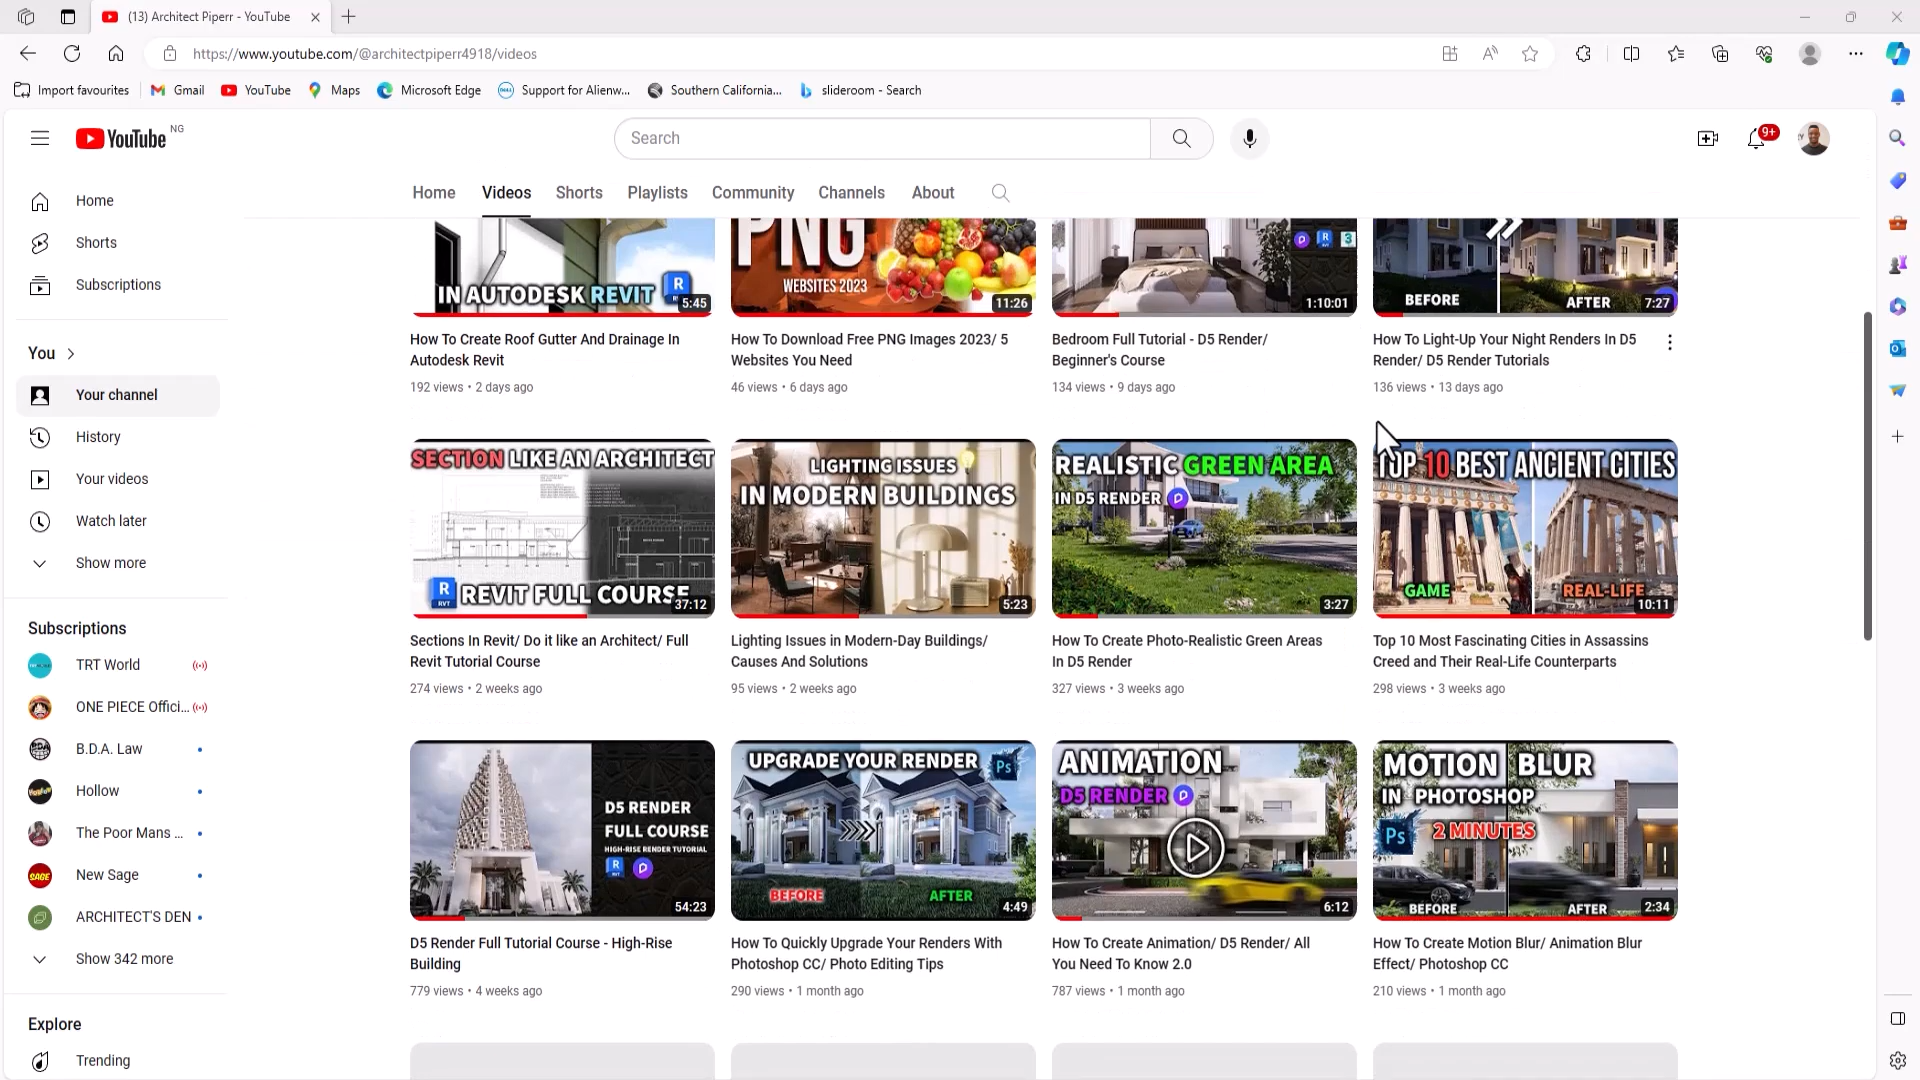 (13) Architect Piperr - YouTube
https://www.youtube.com/@architectpiperr4918/videos
Import favourites
Gmail
YouTube
Maps
Microsoft Edge
Support for Alienw...
Southern California...
slideroom - Search
YouTube NG
Search
9+
Home
Shorts
Subscriptions
You
Your channel
History
Your videos
Watch later
Show more
Subscriptions
TRT World
ONE PIECE Offici...
B.D.A. Law
Hollow
The Poor Mans ...
New Sage
ARCHITECT'S DEN
Show 342 more
Explore
Trending
Home
Videos
Shorts
Playlists
Community
Channels
About
IN AUTODESK REVIT
R
5:45
How To Create Roof Gutter And Drainage In
Autodesk Revit
192 views • 2 days ago
PNG
WEBSITES 2023
11:26
How To Download Free PNG Images 2023/ 5
Websites You Need
46 views • 6 days ago
1:10:01
Bedroom Full Tutorial - D5 Render/
Beginner's Course
134 views • 9 days ago
BEFORE
AFTER
7:27
How To Light-Up Your Night Renders In D5
Render/ D5 Render Tutorials
136 views • 13 days ago
SECTION LIKE AN ARCHITECT
R
RVT
REVIT FULL COURSE
37:12
Sections In Revit/ Do it like an Architect/ Full
Revit Tutorial Course
274 views • 2 weeks ago
LIGHTING ISSUES
IN MODERN BUILDINGS
5:23
Lighting Issues in Modern-Day Buildings/
Causes And Solutions
95 views • 2 weeks ago
REALISTIC GREEN AREA
IN D5 RENDER
3:27
How To Create Photo-Realistic Green Areas
In D5 Render
327 views • 3 weeks ago
TOP 10 BEST ANCIENT CITIES
GAME
REAL-LIFE
10:11
Top 10 Most Fascinating Cities in Assassins
Creed and Their Real-Life Counterparts
298 views • 3 weeks ago
D5 RENDER
FULL COURSE
HIGH-RISE RENDER TUTORIAL
54:23
D5 Render Full Tutorial Course - High-Rise
Building
779 views • 4 weeks ago
UPGRADE YOUR RENDER
Ps
BEFORE
AFTER
4:49
How To Quickly Upgrade Your Renders With
Photoshop CC/ Photo Editing Tips
290 views • 1 month ago
ANIMATION
D5 RENDER
6:12
How To Create Animation/ D5 Render/ All
You Need To Know 2.0
787 views • 1 month ago
MOTION BLUR
IN PHOTOSHOP
Ps
2 MINUTES
BEFORE
AFTER
2:34
How To Create Motion Blur/ Animation Blur
Effect/ Photoshop CC
210 views • 1 month ago